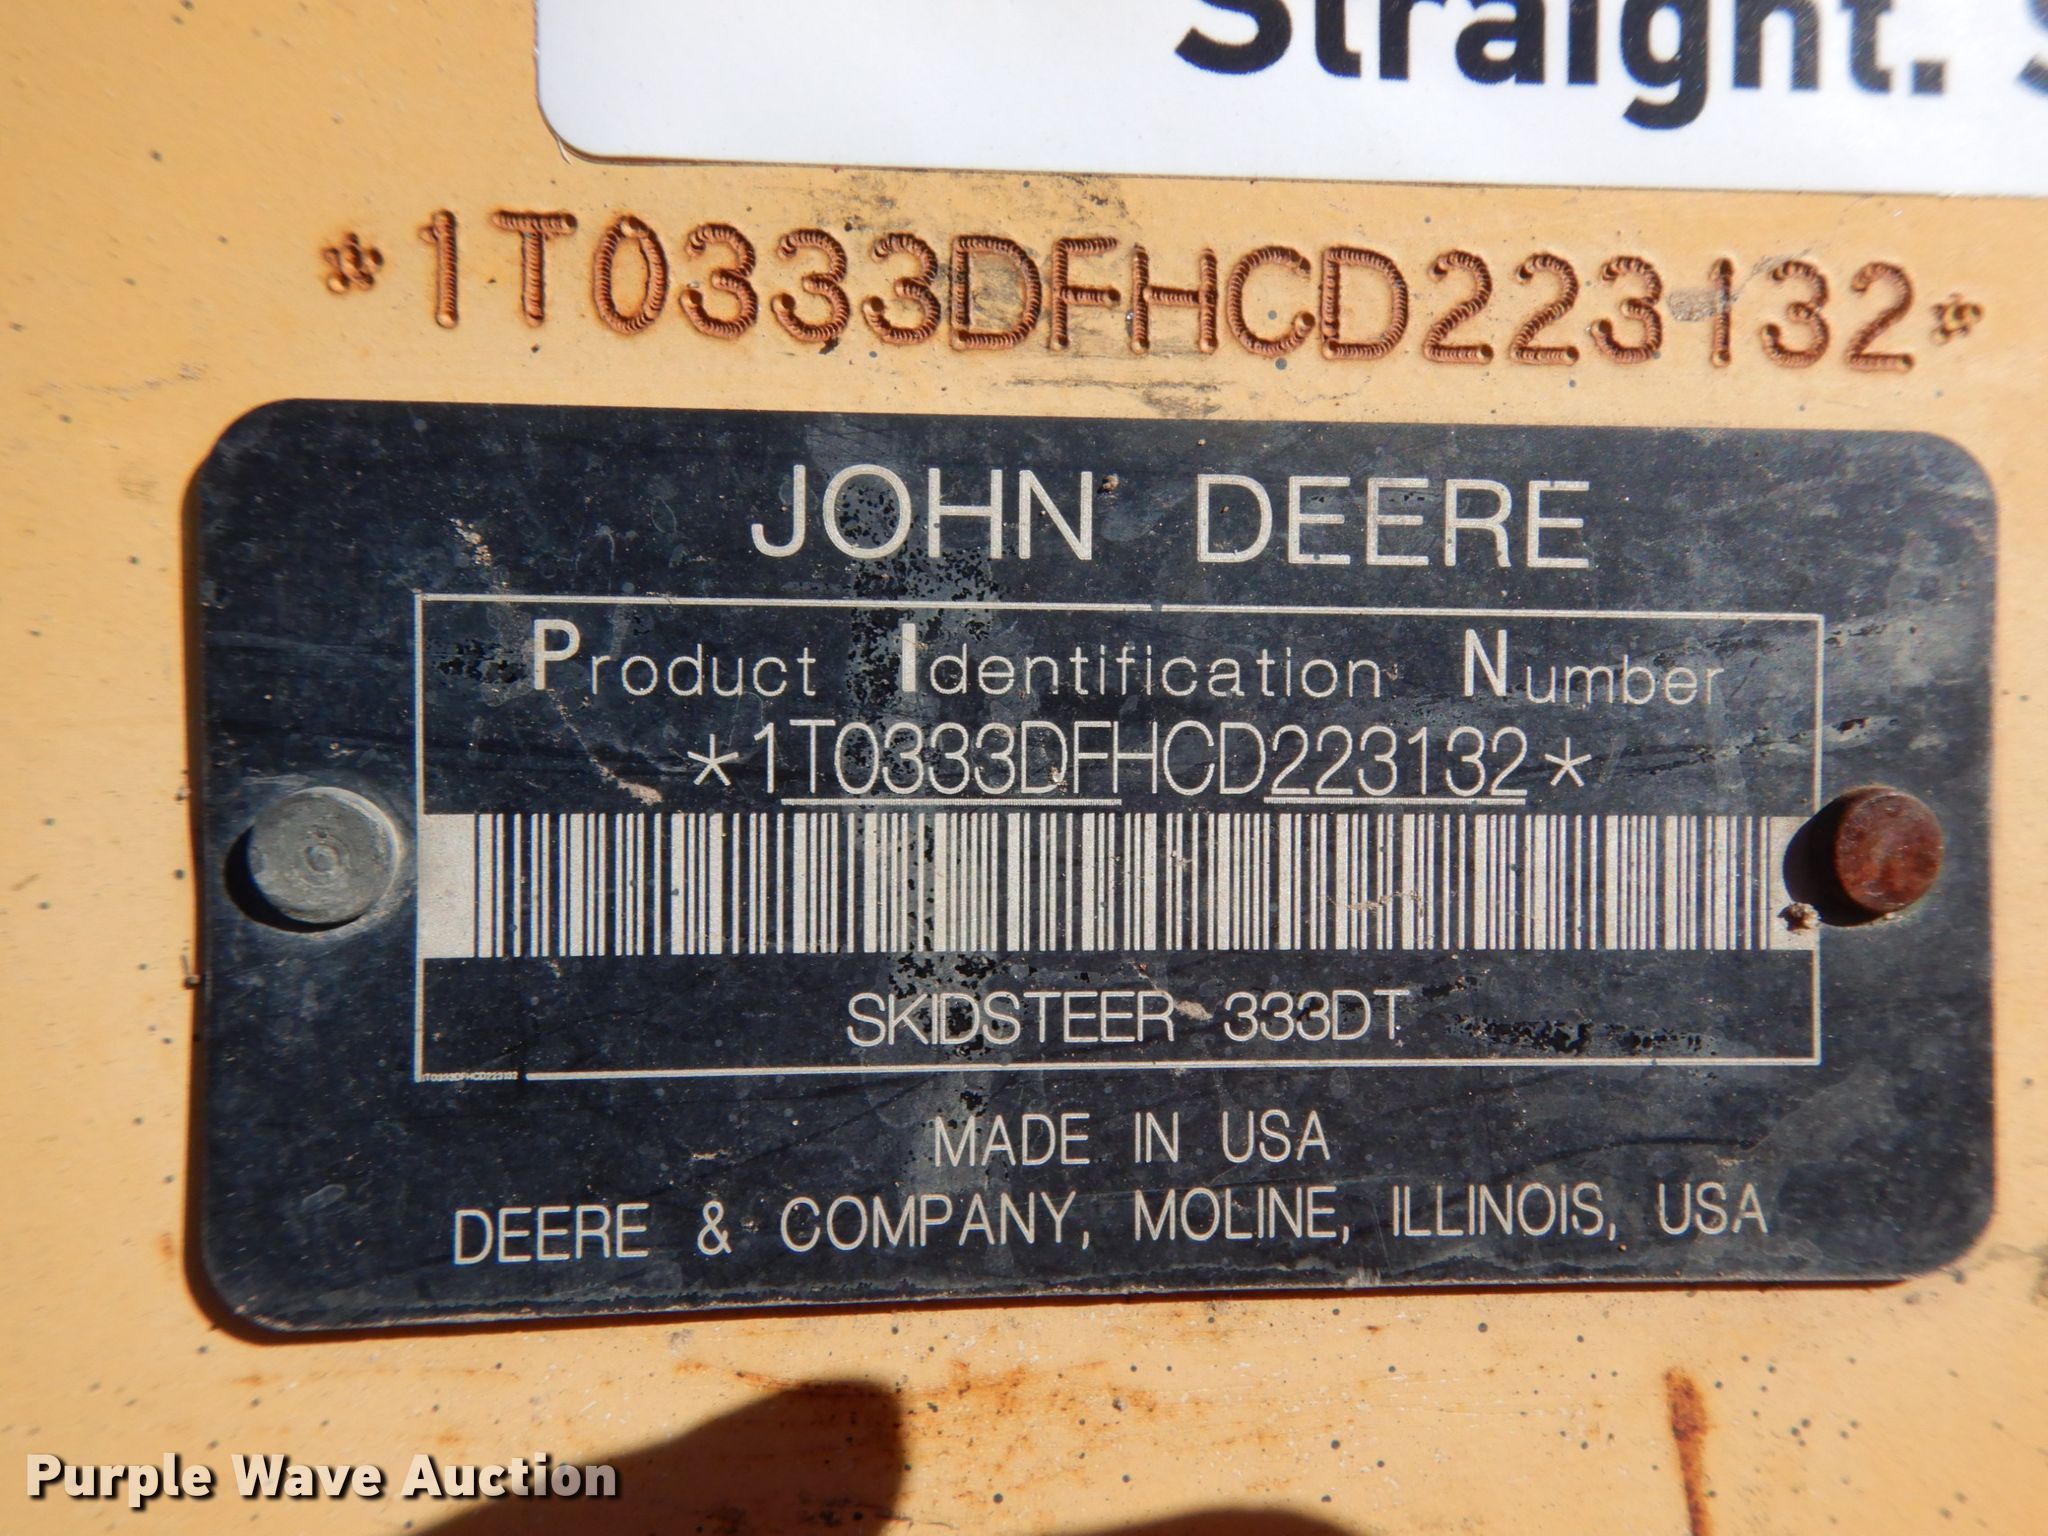 Straight. S
*1T0333DFHCD223132*
JOHN DEERE
Product Identification Number
*1T0333DFHCD223132*
SKIDSTEER 333DT
1T0333DFHCD223132
MADE IN USA
DEERE & COMPANY, MOLINE, ILLINOIS, USA
Purple Wave Auction